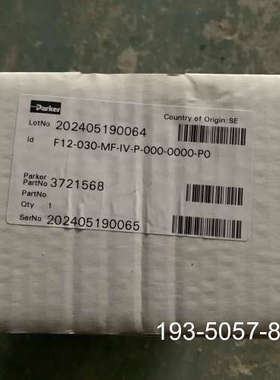 Parker
Country of Origin:SE
LotNo 202405190064
Id F12-030-MF-IV-P-000-0000-P0
Parker
PartNo 3721568
PartNo
Qty 1
SerNo 202405190065
193-5057-8